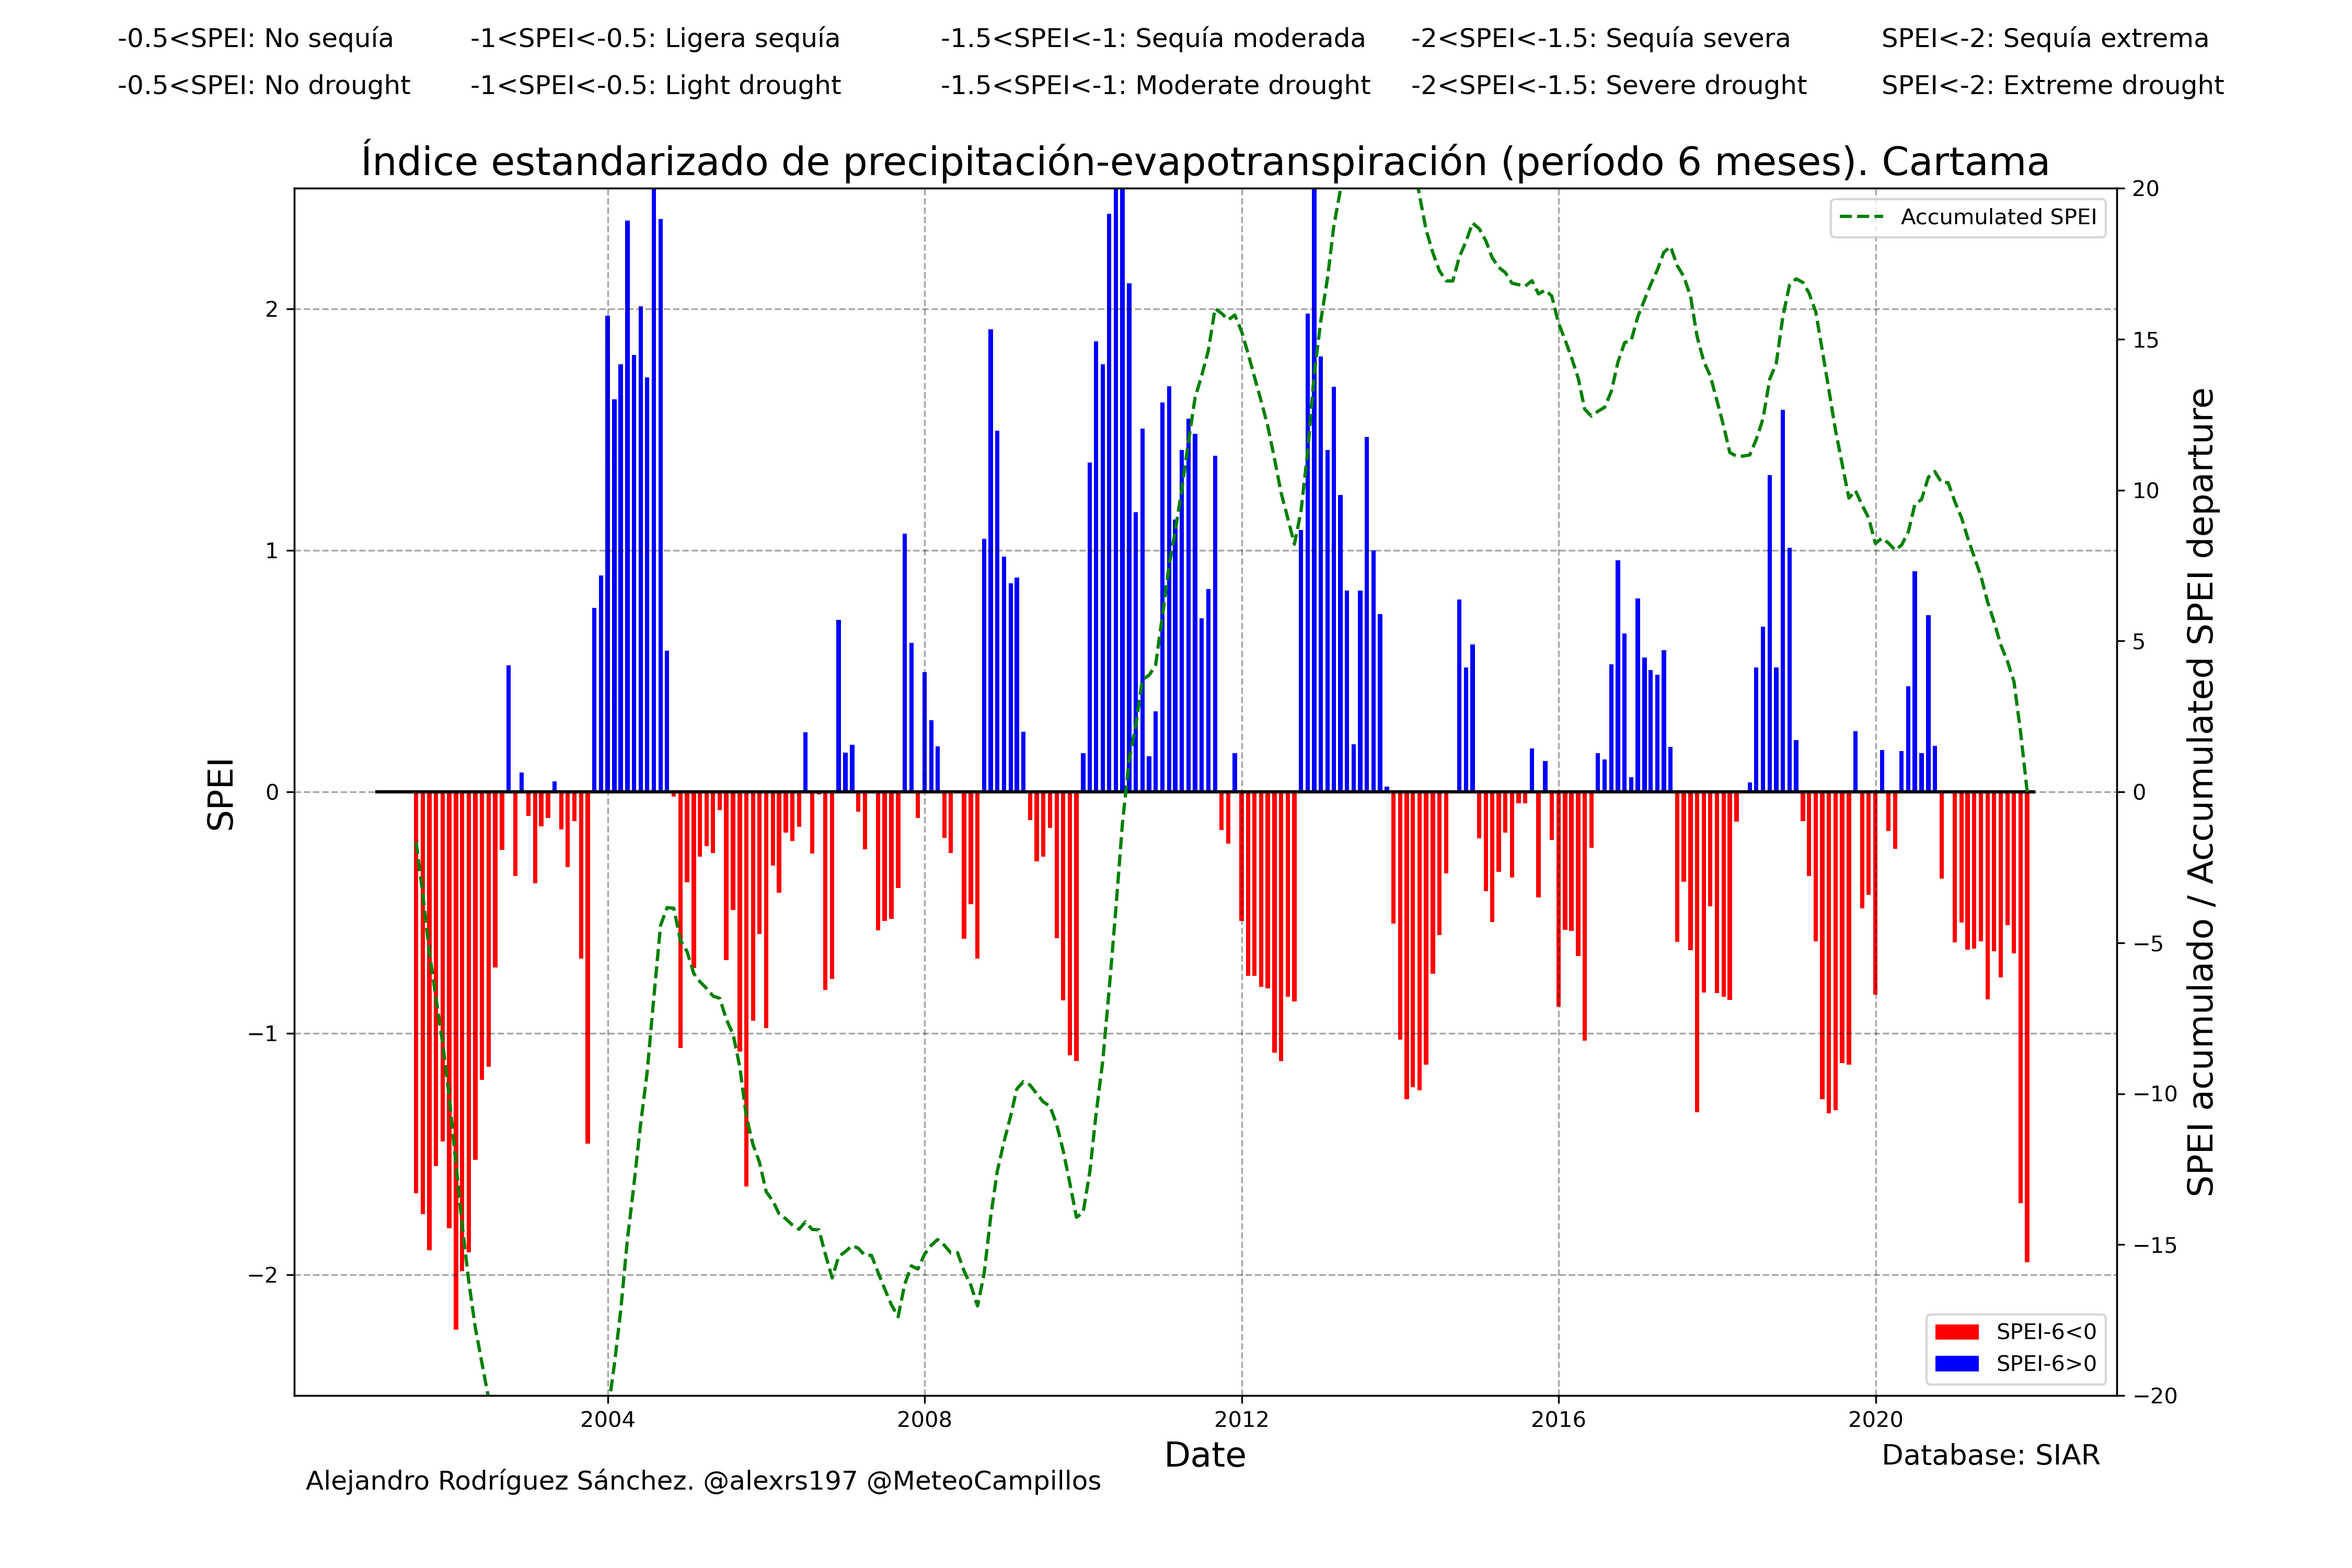 -0.5<SPEI: No sequía -1<SPEI<-0.5: Ligera sequía -1.5<SPEI<-1: Sequía moderada -2<SPEI<-1.5: Sequía severa SPEI<-2: Sequía extrema
-0.5<SPEI: No drought -1<SPEI<-0.5: Light drought -1.5<SPEI<-1: Moderate drought -2<SPEI<-1.5: Severe drought SPEI<-2: Extreme drought
Índice estandarizado de precipitación-evapotranspiración (período 6 meses). Cartama
Accumulated SPEI
2
1
0
−1
−2
SPEI
20
15
10
5
0
−5
−10
−15
−20
SPEI acumulado / Accumulated SPEI departure
SPEI-6<0
SPEI-6>0
2004 2008 2012 2016 2020
Date
Database: SIAR
Alejandro Rodríguez Sánchez. @alexrs197 @MeteoCampillos